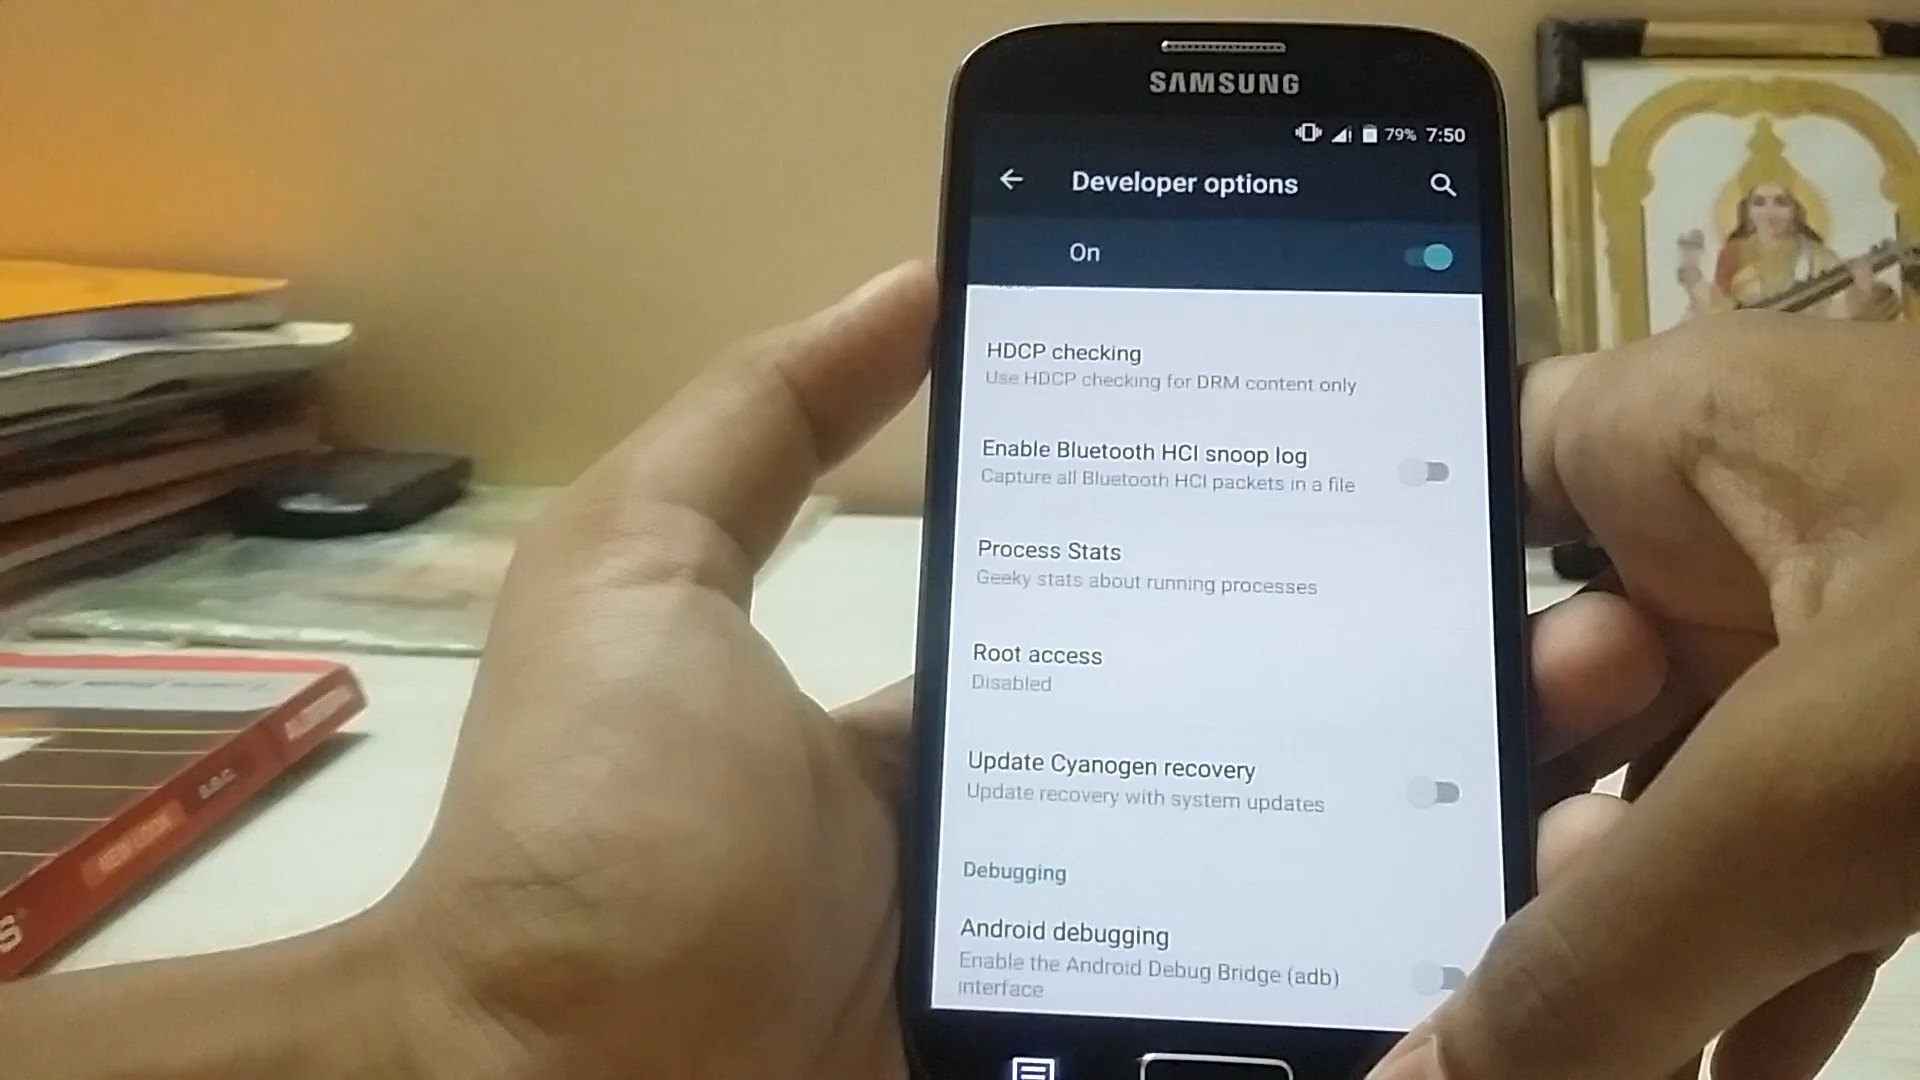 SAMSUNG
79% 7:50
Developer options
On
HDCP checking
Use HDCP checking for DRM content only
Enable Bluetooth HCI snoop log
Capture all Bluetooth HCI packets in a file
Process Stats
Geeky stats about running processes
Root access
Disabled
Update Cyanogen recovery
Update recovery with system updates
Debugging
Android debugging
Enable the Android Debug Bridge (adb)
interface
NEW LOOK
S